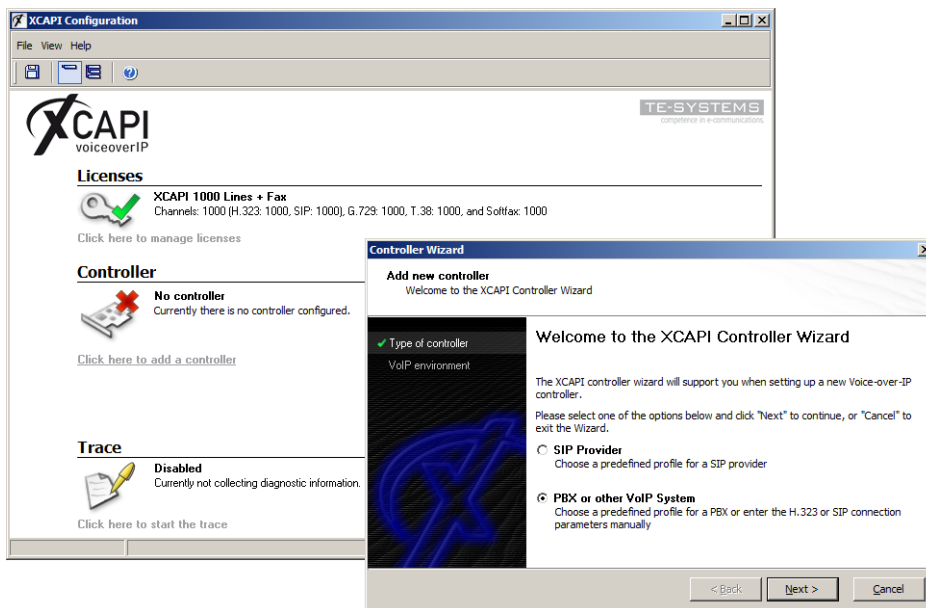 XCAPI Configuration
File View Help
XCAPI
voiceoverIP
TE-SYSTEMS
competence in e-communications.
Licenses
XCAPI 1000 Lines + Fax
Channels: 1000 (H.323: 1000, SIP: 1000), G.729: 1000, T.38: 1000, and Softfax: 1000
Click here to manage licenses
Controller
No controller
Currently there is no controller configured.
Click here to add a controller
Trace
Disabled
Currently not collecting diagnostic information.
Click here to start the trace
Controller Wizard
Add new controller
Welcome to the XCAPI Controller Wizard
Type of controller
VoIP environment
Welcome to the XCAPI Controller Wizard
The XCAPI controller wizard will support you when setting up a new Voice-over-IP
controller.
Please select one of the options below and click "Next" to continue, or "Cancel" to
exit the Wizard.
SIP Provider
Choose a predefined profile for a SIP provider
PBX or other VoIP System
Choose a predefined profile for a PBX or enter the H.323 or SIP connection
parameters manually
< Back
Next >
Cancel